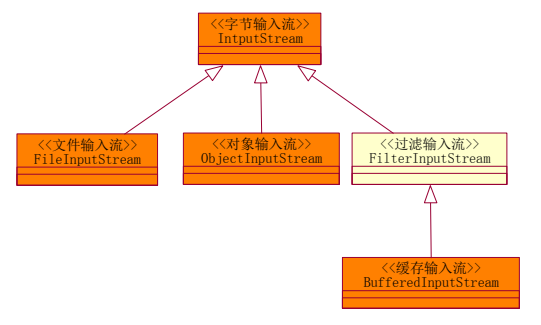 <<字节输入流>>
IntputStream
<<文件输入流>>
FileInputStream
<<对象输入流>>
ObjectInputStream
<<过滤输入流>>
FilterInputStream
<<缓存输入流>>
BufferedInputStream